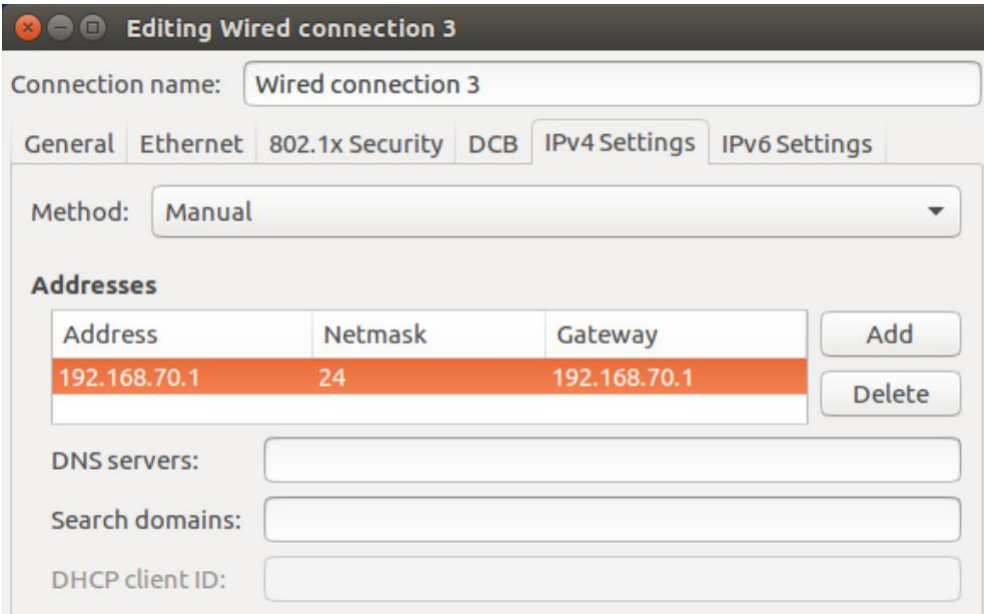 Editing Wired connection 3
Connection name: Wired connection 3
General Ethernet 802.1x Security DCB IPv4 Settings IPv6 Settings
Method: Manual
Addresses
Address Netmask Gateway Add
192.168.70.1 24 192.168.70.1
Delete
DNS servers:
Search domains:
DHCP client ID: